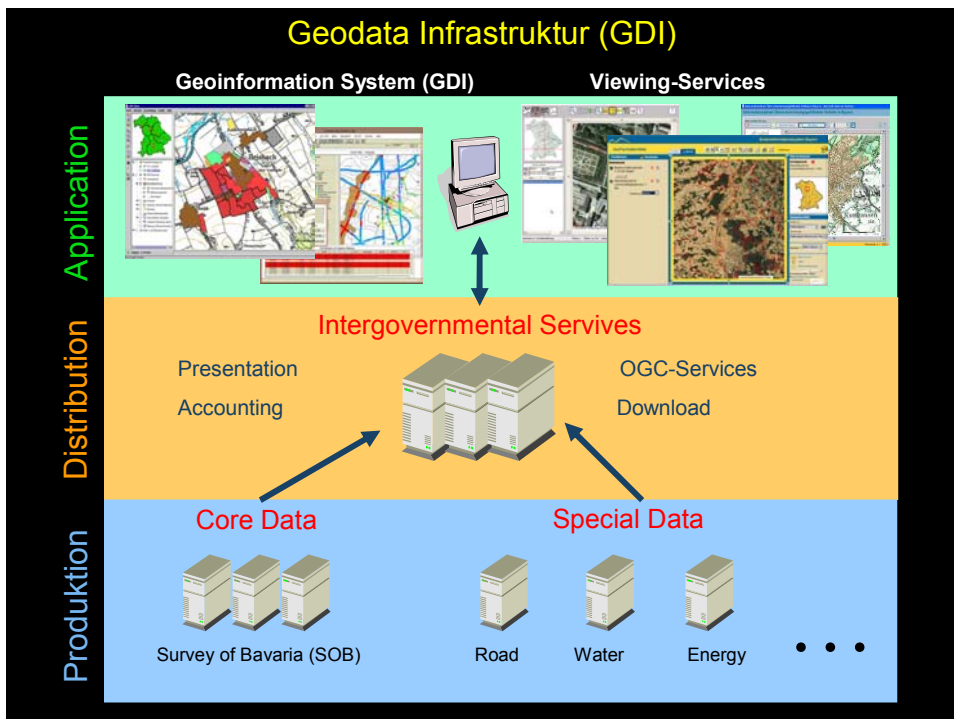 Geodata Infrastruktur (GDI)
Geoinformation System (GDI)
Viewing-Services
Application
Intergovernmental Servives
Distribution
Presentation
OGC-Services
Accounting
Download
Core Data
Special Data
Produktion
Survey of Bavaria (SOB)
Road
Water
Energy
• • •